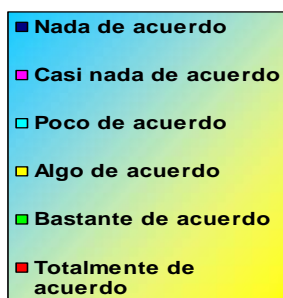 Nada de acuerdo
Casi nada de acuerdo
Poco de acuerdo
Algo de acuerdo
Bastante de acuerdo
Totalmente de
acuerdo